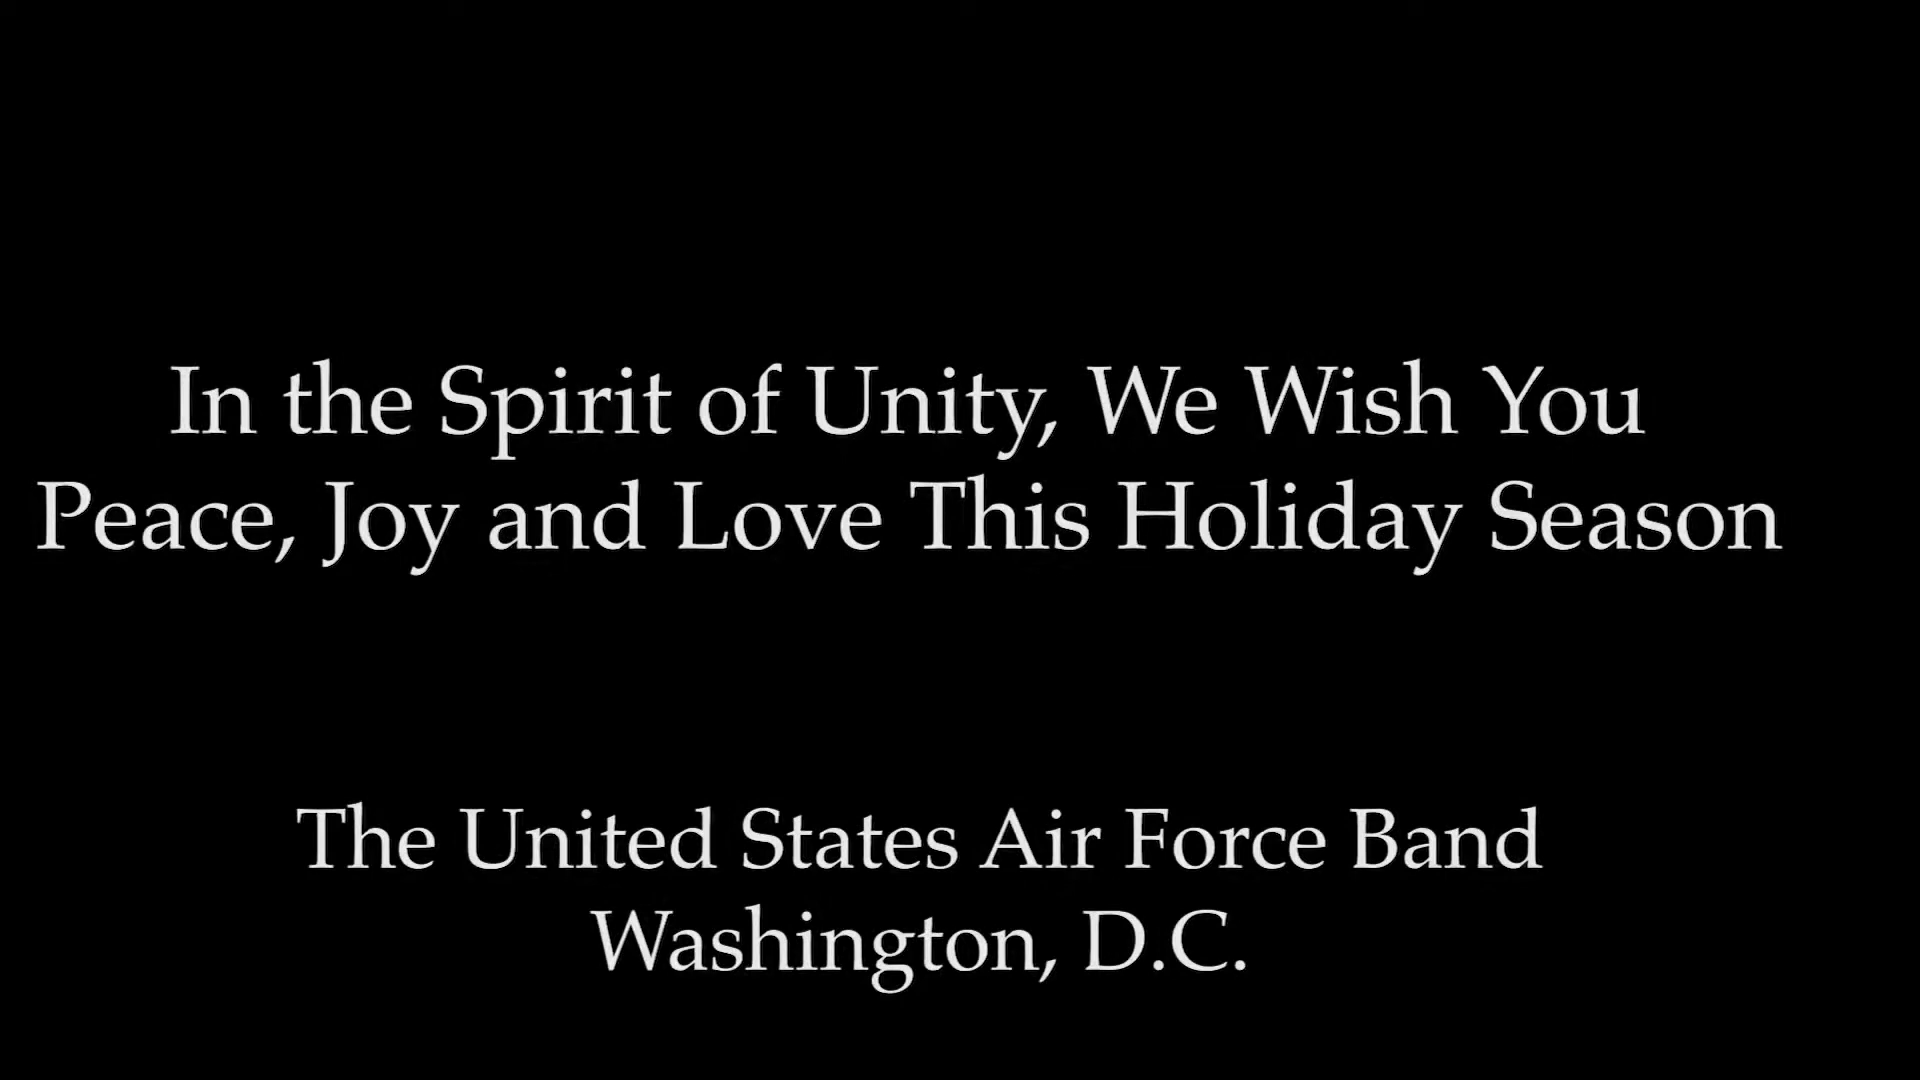 In the Spirit of Unity, We Wish You
Peace, Joy and Love This Holiday Season
The United States Air Force Band
Washington, D.C.